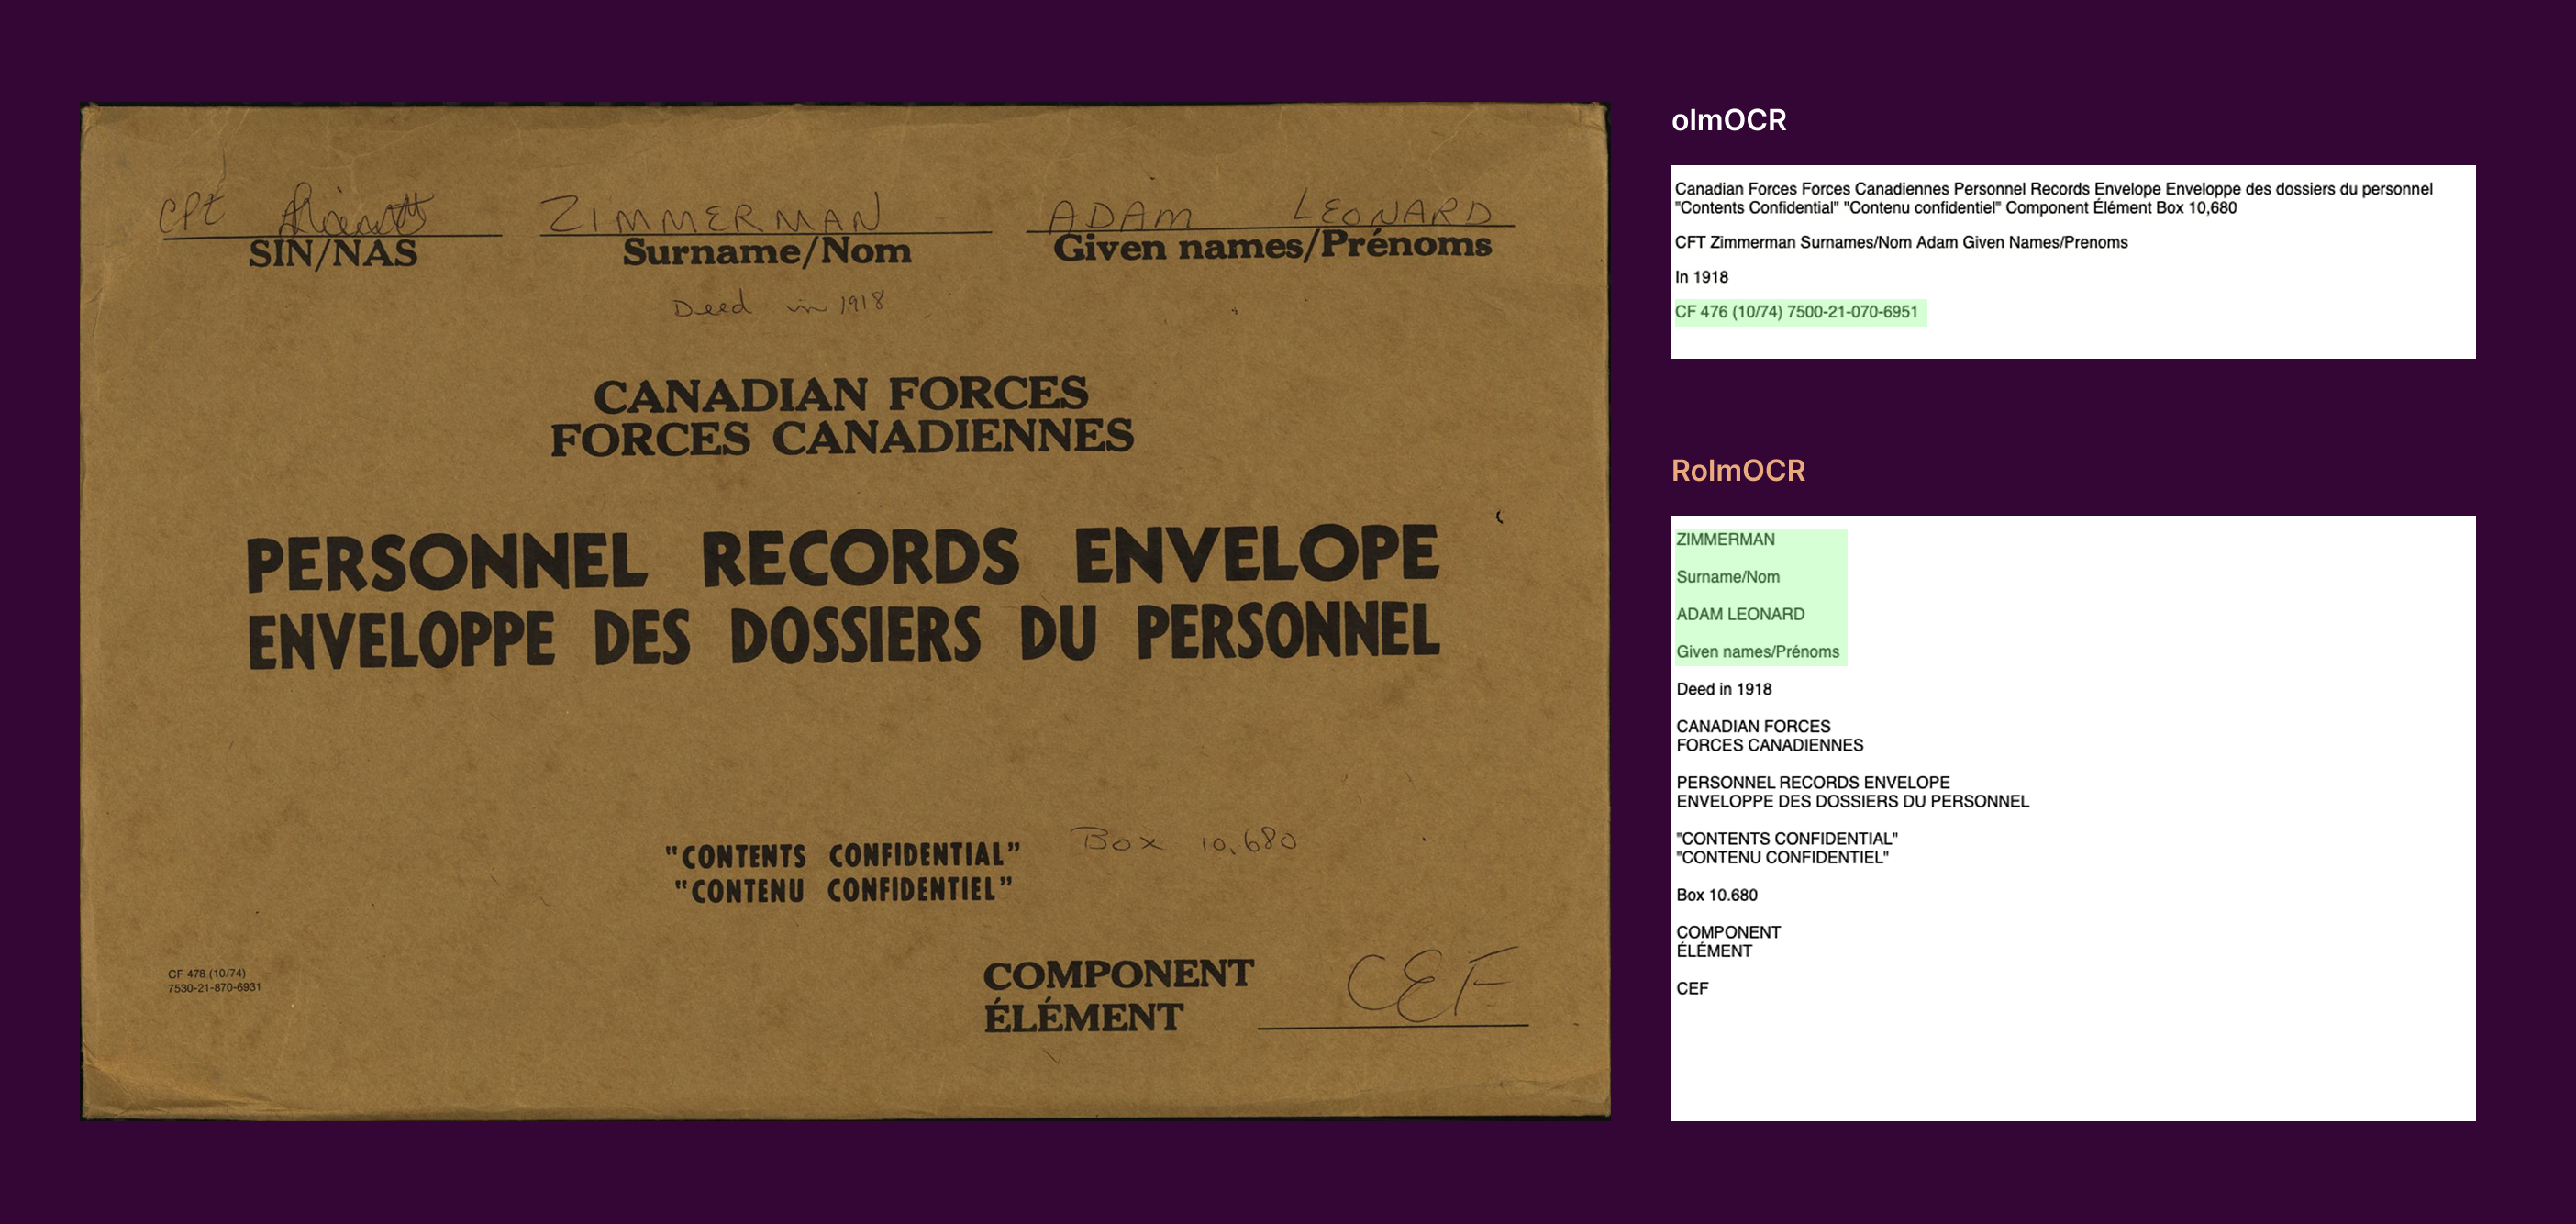 CPt ZIMMERMAN ADAM LEONARD
SIN/NAS Surname/Nom Given names/Prénoms
Deed in 1918
CANADIAN FORCES
FORCES CANADIENNES
PERSONNEL RECORDS ENVELOPE
ENVELOPPE DES DOSSIERS DU PERSONNEL
"CONTENTS CONFIDENTIAL" Box 10,680
"CONTENU CONFIDENTIEL"
CF 478 (10/74)
7530-21-870-6931
COMPONENT CEF
ÉLÉMENT
olmOCR
Canadian Forces Forces Canadiennes Personnel Records Envelope Enveloppe des dossiers du personnel
"Contents Confidential" "Contenu confidentiel" Component Élément Box 10,680
CFT Zimmerman Surnames/Nom Adam Given Names/Prenoms
In 1918
CF 476 (10/74) 7500-21-070-6951
RolmOCR
ZIMMERMAN
Surname/Nom
ADAM LEONARD
Given names/Prénoms
Deed in 1918
CANADIAN FORCES
FORCES CANADIENNES
PERSONNEL RECORDS ENVELOPE
ENVELOPPE DES DOSSIERS DU PERSONNEL
"CONTENTS CONFIDENTIAL"
"CONTENU CONFIDENTIEL"
Box 10.680
COMPONENT
ÉLÉMENT
CEF